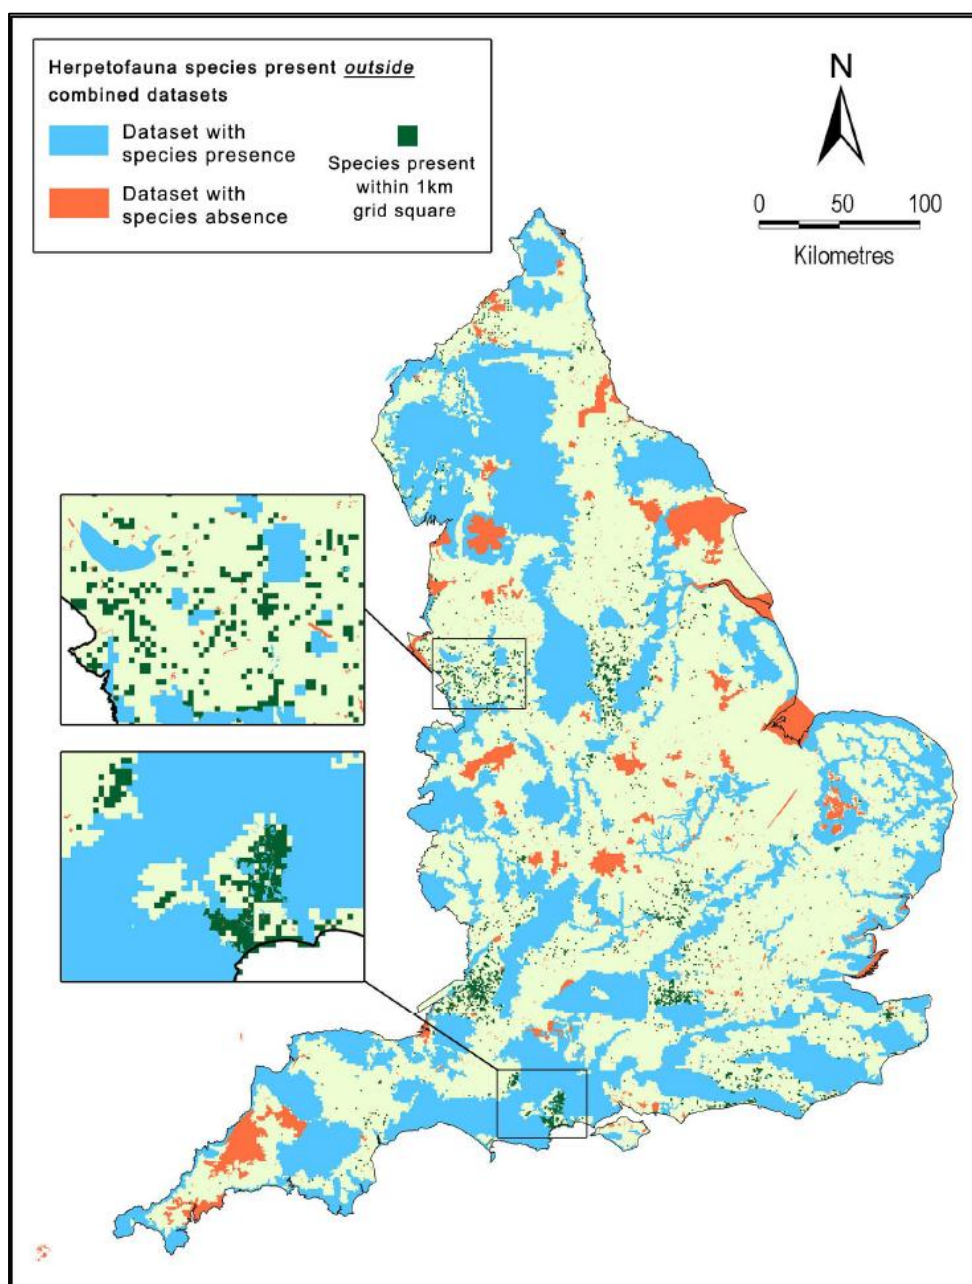 Herpetofauna species present outside
combined datasets
Dataset with
species presence
Dataset with
species absence
Species present
within 1km
grid square
N
0 50 100
Kilometres